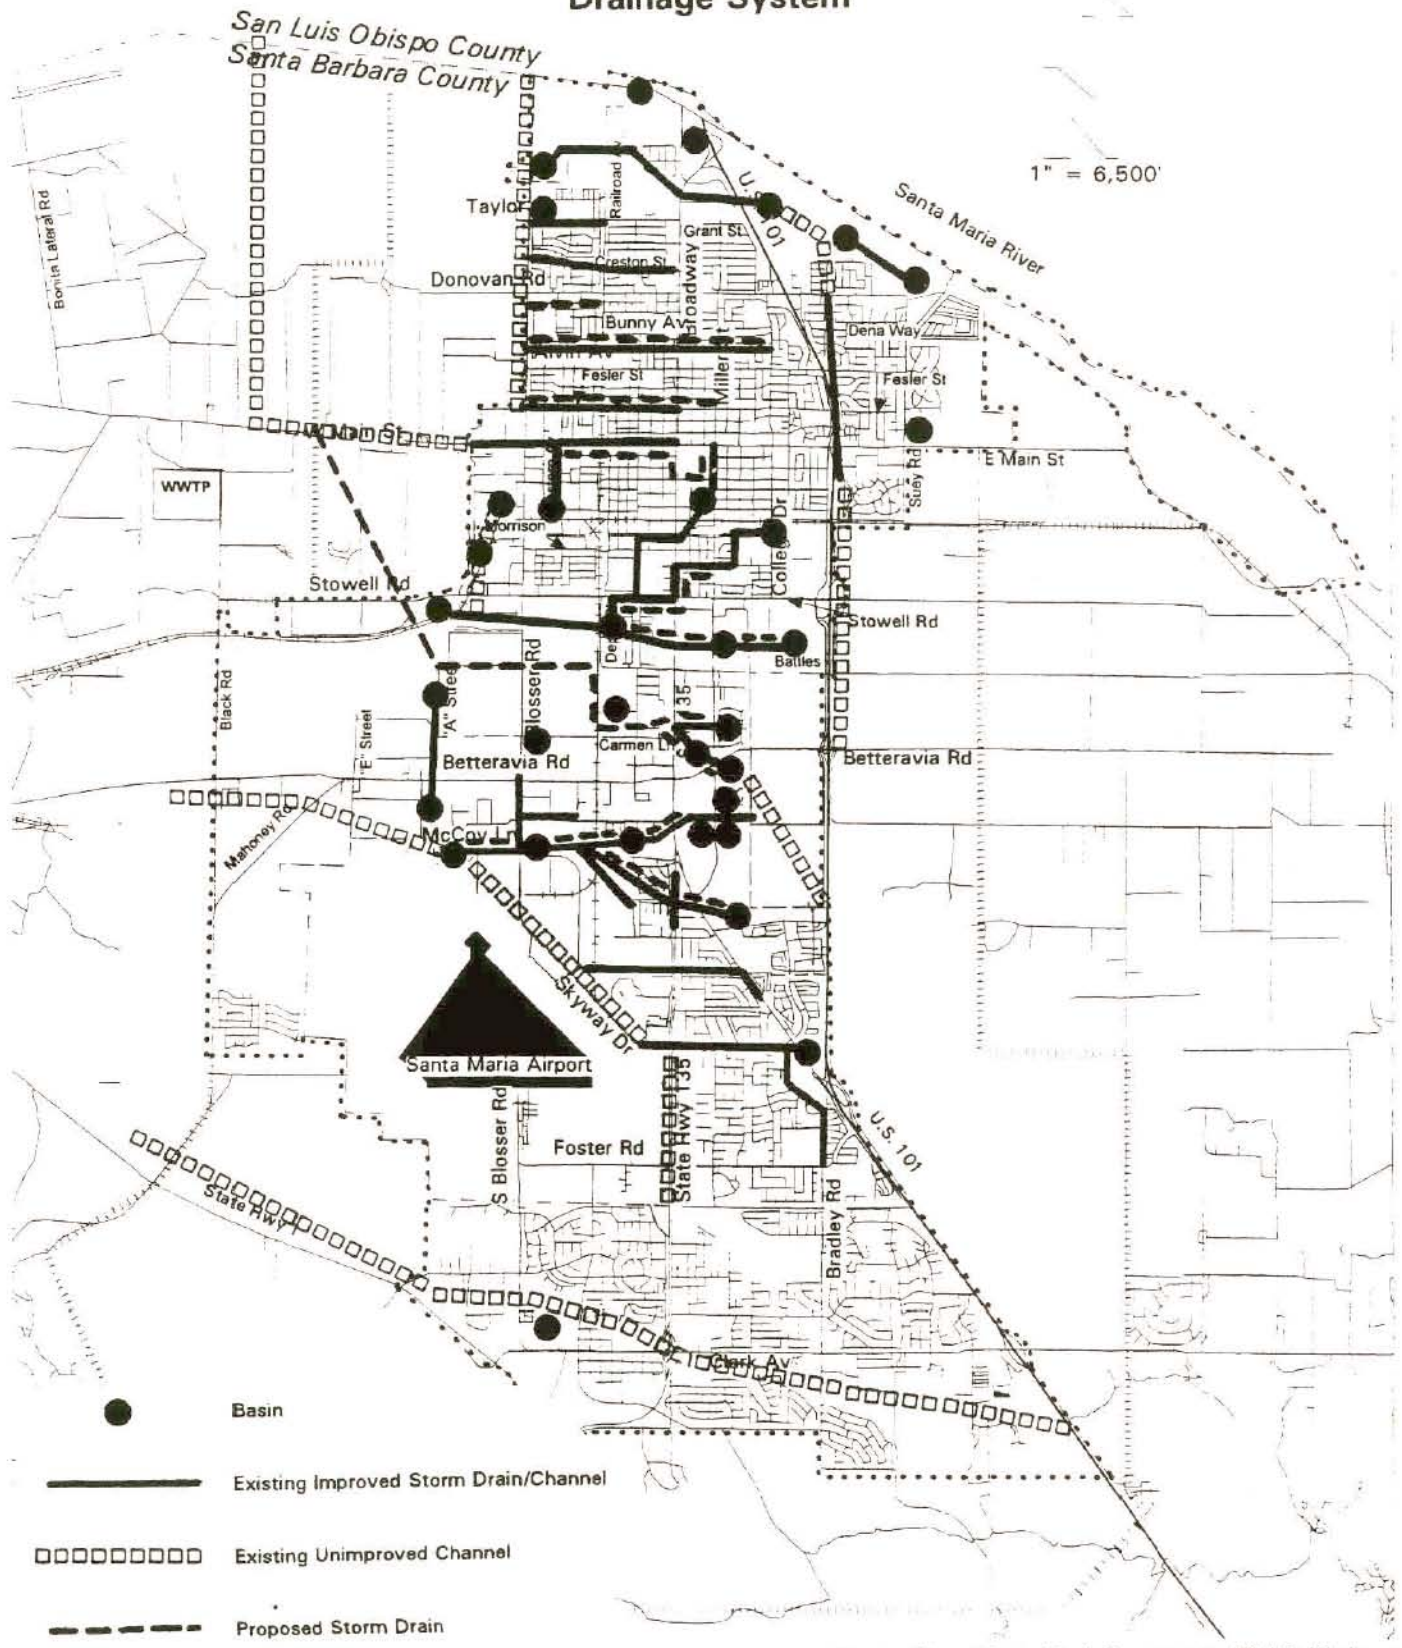 Drainage System
San Luis Obispo County
Santa Barbara County
1" = 6,500'
Santa Maria River
Bonita Lateral Rd
Railroad Av
U.S. 101
Taylor
Grant St
Creston St
Donovan Rd
Broadway
Bunny Av
Dena Way
Alvin Av
Miller St
Fesler St
Fesler St
W Main St
E Main St
Suey Rd
WWTP
Morrison
College Dr
Stowell Rd
Stowell Rd
De
Battles
Black Rd
"A" Street
Blosser Rd
135
"E" Street
Carmen Ln
Betteravia Rd
Betteravia Rd
Mahoney Rd
McCoy Ln
Skyway Dr
Santa Maria Airport
State Hwy 135
S Blosser Rd
Foster Rd
U.S. 101
Bradley Rd
State Hwy 1
Clark Av
Basin
Existing Improved Storm Drain/Channel
Existing Unimproved Channel
Proposed Storm Drain